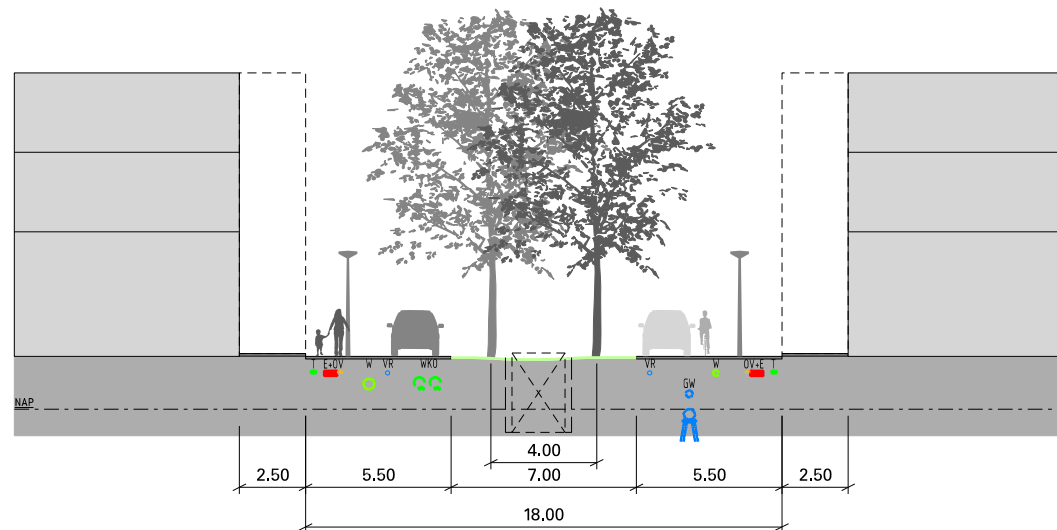 T E+OV W VR WKO VR W OV+E T
GW
NAP
4.00
2.50 5.50 7.00 5.50 2.50
18.00